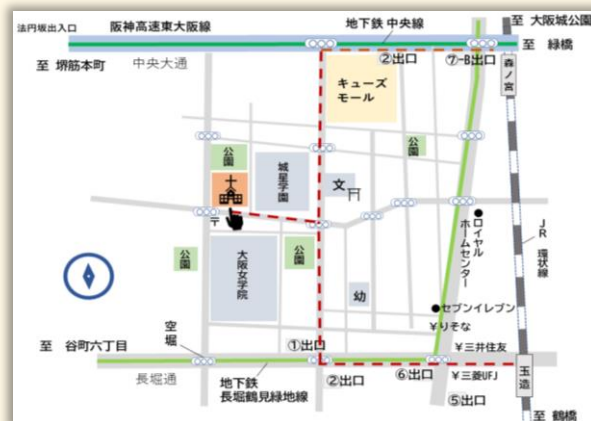 法円坂出入口
阪神高速東大阪線
地下鉄 中央線
至 大阪城公園
至 緑橋
至 堺筋本町
中央大通
②出口
⑦-B出口
森ノ宮
キューズ
モール
公園
公園
城星学園
文
〒
大阪女学院
公園
公園
ロイヤル
ホームセンター
JR 環状線
幼
セブンイレブン
¥りそな
空堀
①出口
至 谷町六丁目
¥三井住友
長堀通
地下鉄
長堀鶴見緑地線
②出口
⑥出口
¥三菱UFJ
玉造
⑤出口
至 鶴橋